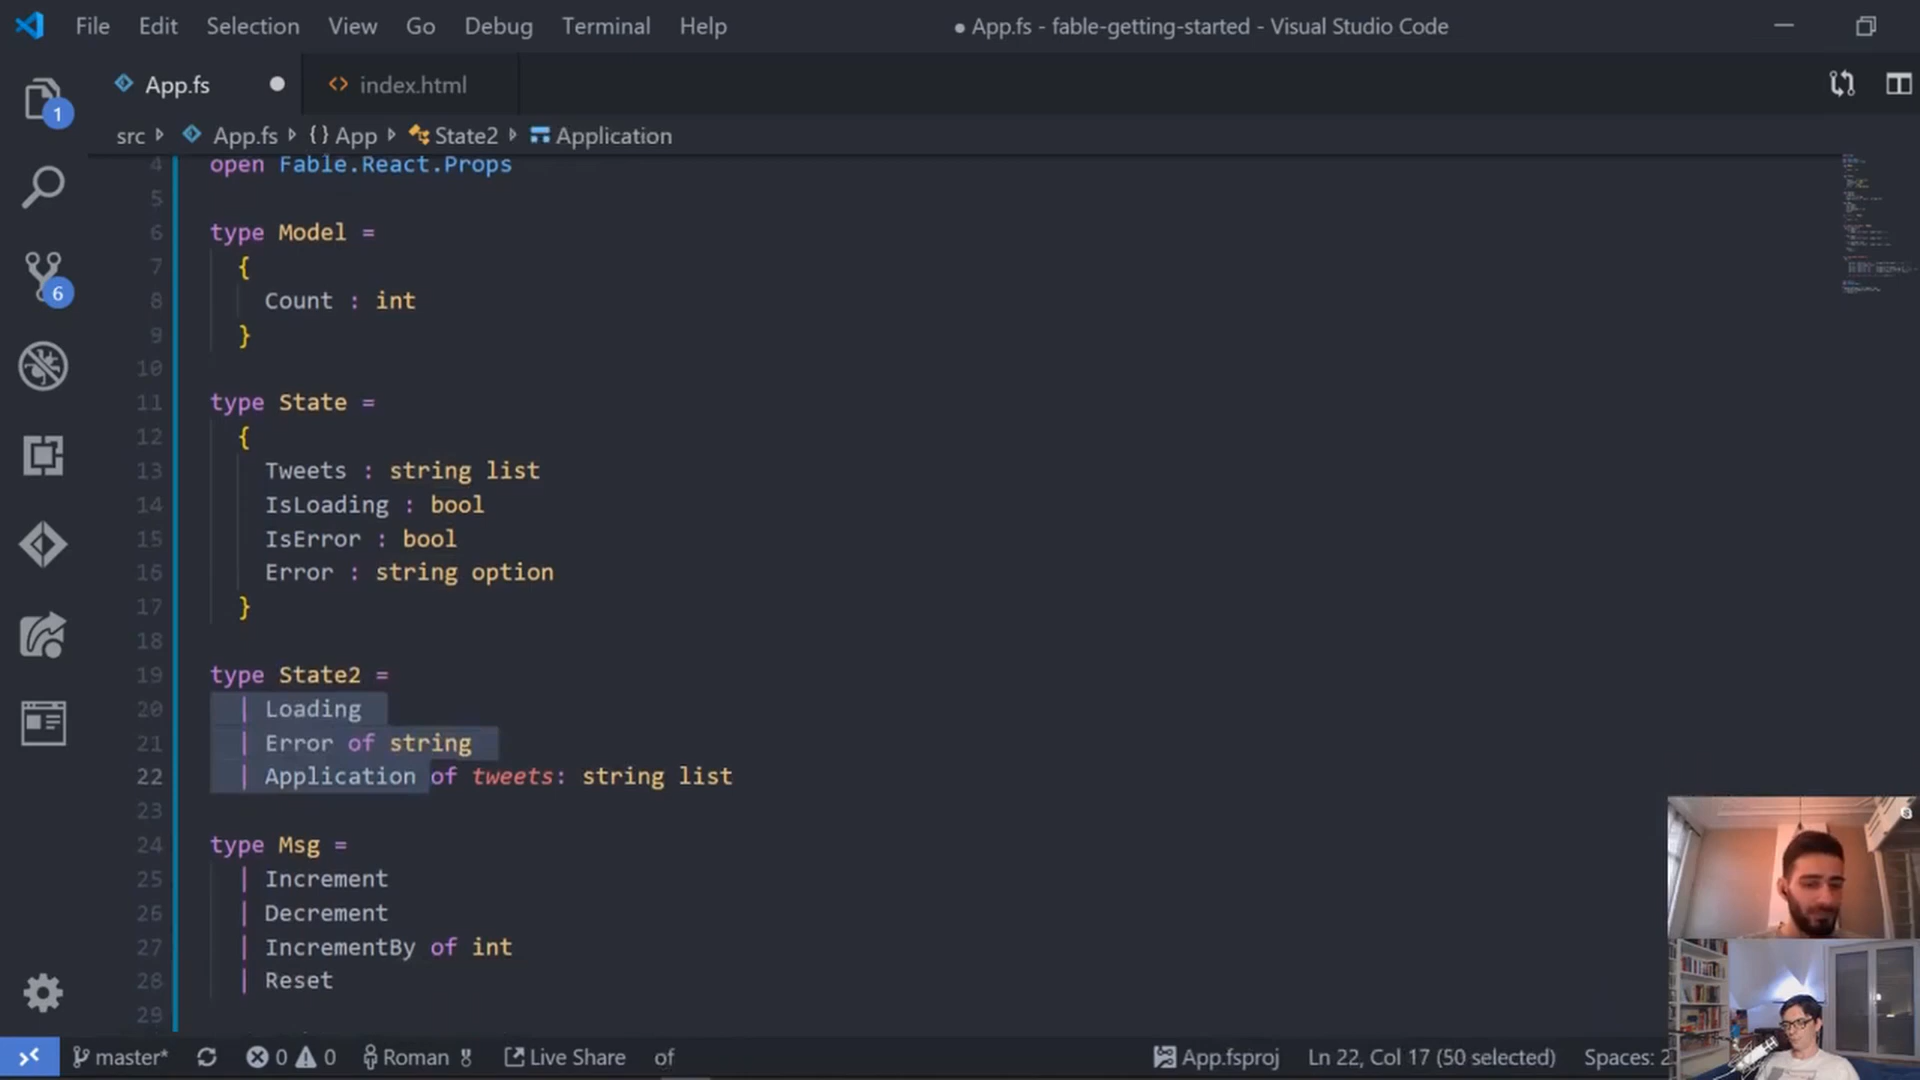 File Edit Selection View Go Debug Terminal Help ● App.fs - fable-getting-started - Visual Studio Code
App.fs ● <> index.html
src App.fs {} App State2 Application
1
6
4 open Fable.React.Props
5
6 type Model =
7 {
8 Count : int
9 }
10
11 type State =
12 {
13 Tweets : string list
14 IsLoading : bool
15 IsError : bool
16 Error : string option
17 }
18
19 type State2 =
20 | Loading
21 | Error of string
22 | Application of tweets: string list
23
24 type Msg =
25 | Increment
26 | Decrement
27 | IncrementBy of int
28 | Reset
29
master* 0 0 Roman Live Share of App.fsproj Ln 22, Col 17 (50 selected) Spaces: 2